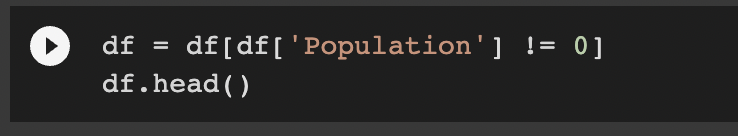 df = df[df['Population'] != 0]
df.head()